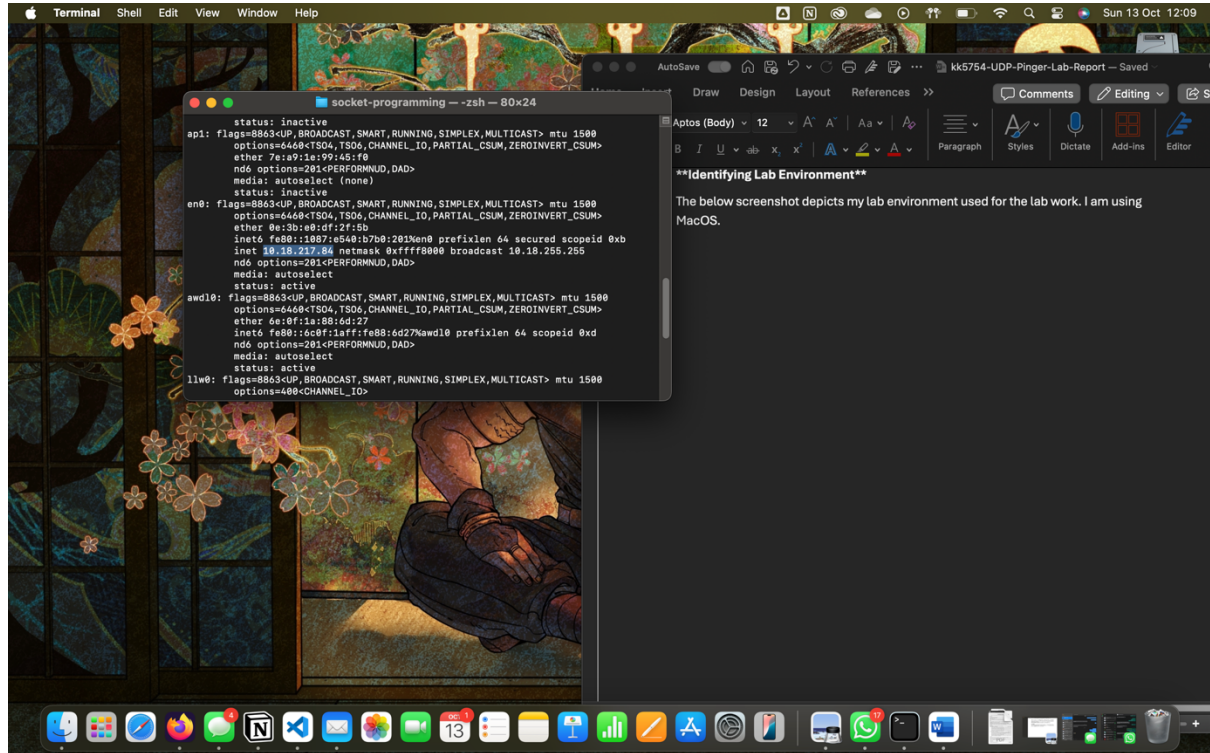 Terminal Shell Edit View Window Help
Sun 13 Oct 12:09
socket-programming — -zsh — 80×24
status: inactive
ap1: flags=8863<UP,BROADCAST,SMART,RUNNING,SIMPLEX,MULTICAST> mtu 1500
options=6460<TSO4,TSO6,CHANNEL_IO,PARTIAL_CSUM,ZEROINVERT_CSUM>
ether 7e:a9:1e:99:45:f0
nd6 options=201<PERFORMNUD,DAD>
media: autoselect (none)
status: inactive
en0: flags=8863<UP,BROADCAST,SMART,RUNNING,SIMPLEX,MULTICAST> mtu 1500
options=6460<TSO4,TSO6,CHANNEL_IO,PARTIAL_CSUM,ZEROINVERT_CSUM>
ether 0e:3b:e0:df:2f:5b
inet6 fe80::1087:e540:b7b0:201%en0 prefixlen 64 secured scopeid 0xb
inet 10.18.217.84 netmask 0xffff8000 broadcast 10.18.255.255
nd6 options=201<PERFORMNUD,DAD>
media: autoselect
status: active
awdl0: flags=8863<UP,BROADCAST,SMART,RUNNING,SIMPLEX,MULTICAST> mtu 1500
options=6460<TSO4,TSO6,CHANNEL_IO,PARTIAL_CSUM,ZEROINVERT_CSUM>
ether 6e:0f:1a:88:6d:27
inet6 fe80::6c0f:1aff:fe88:6d27%awdl0 prefixlen 64 scopeid 0xd
nd6 options=201<PERFORMNUD,DAD>
media: autoselect
status: active
llw0: flags=8863<UP,BROADCAST,SMART,RUNNING,SIMPLEX,MULTICAST> mtu 1500
options=400<CHANNEL_IO>
AutoSave ... kk5754-UDP-Pinger-Lab-Report — Saved
Draw Design Layout References >> Comments Editing S
Aptos (Body) 12 A^ A˅ Aa
B I U ab x, x² A A
Paragraph Styles Dictate Add-ins Editor
**Identifying Lab Environment**
The below screenshot depicts my lab environment used for the lab work. I am using
MacOS.
4
OCT 1
13
17